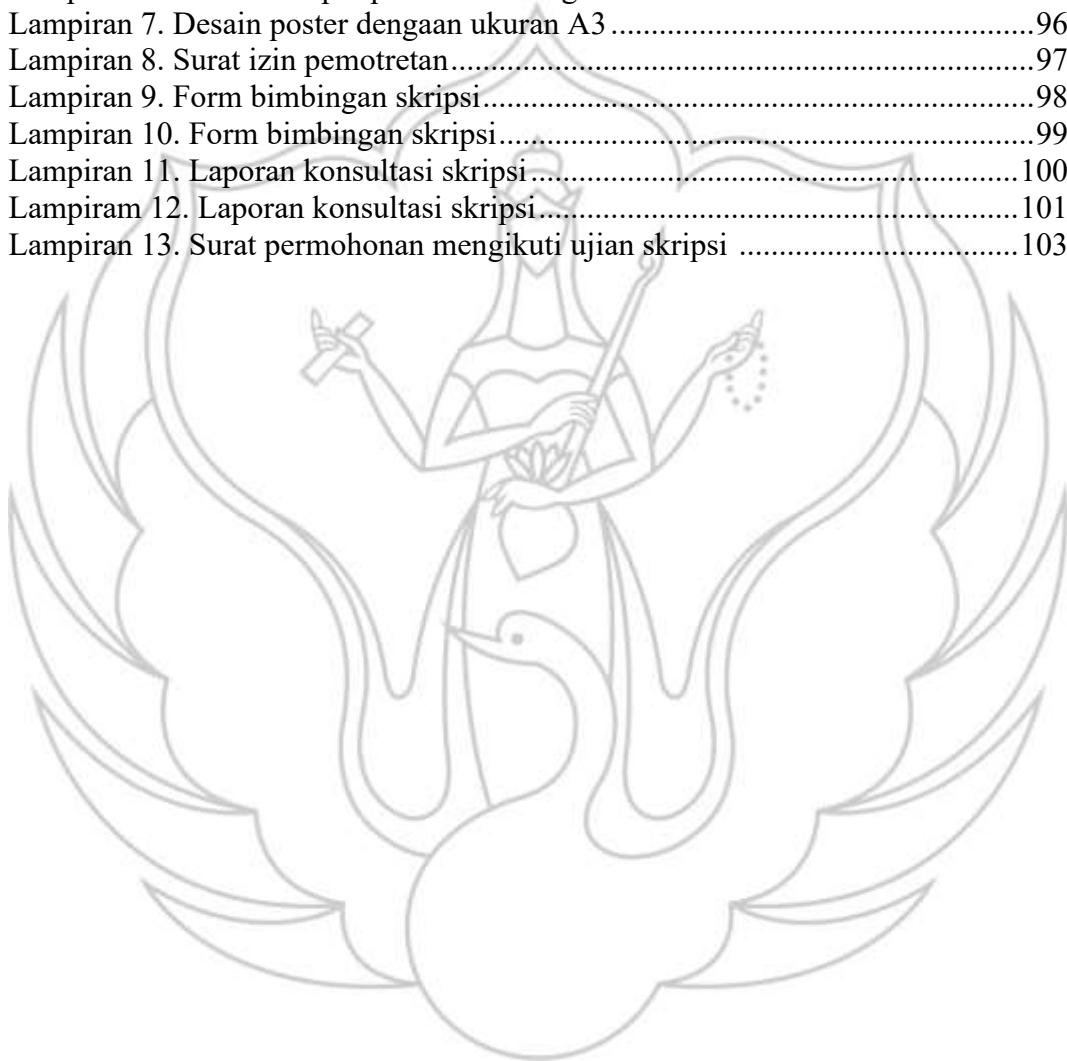 Lampiran 7. Desain poster dengaan ukuran A3.....................................................96
Lampiran 8. Surat izin pemotretan.........................................................................97
Lampiran 9. Form bimbingan skripsi.....................................................................98
Lampiran 10. Form bimbingan skripsi...................................................................99
Lampiran 11. Laporan konsultasi skripsi..............................................................100
Lampiram 12. Laporan konsultasi skripsi............................................................101
Lampiran 13. Surat permohonan mengikuti ujian skripsi ...................................103